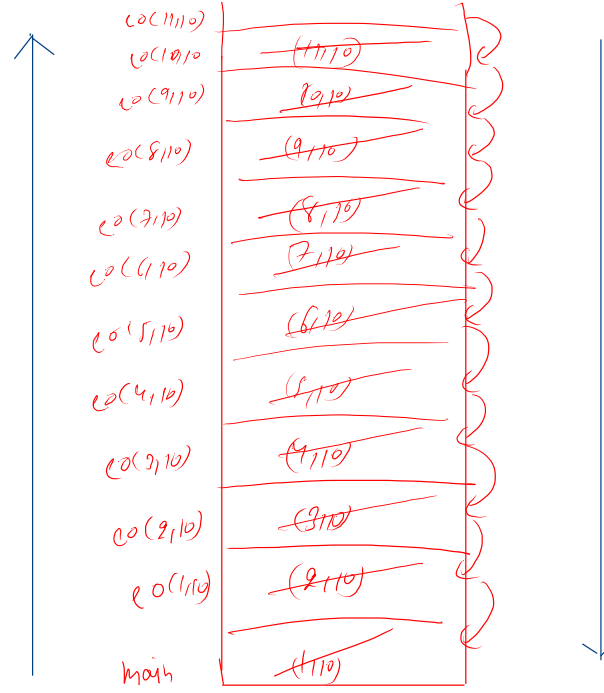 co(11,10)
co(10,10 (11,10)
co(9,10) 10,10)
co(8,10) (9,10)
co(7,10) (8,10)
co(6,10) (7,10)
co(5,10) (6,10)
co(4,10) (5,10)
co(3,10) (4,10)
co(2,10) (3,10)
co(1,10) (2,10)
main (1,10)